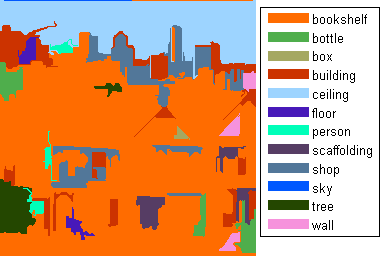 bookshelf
bottle
box
building
ceiling
floor
person
scaffolding
shop
sky
tree
wall